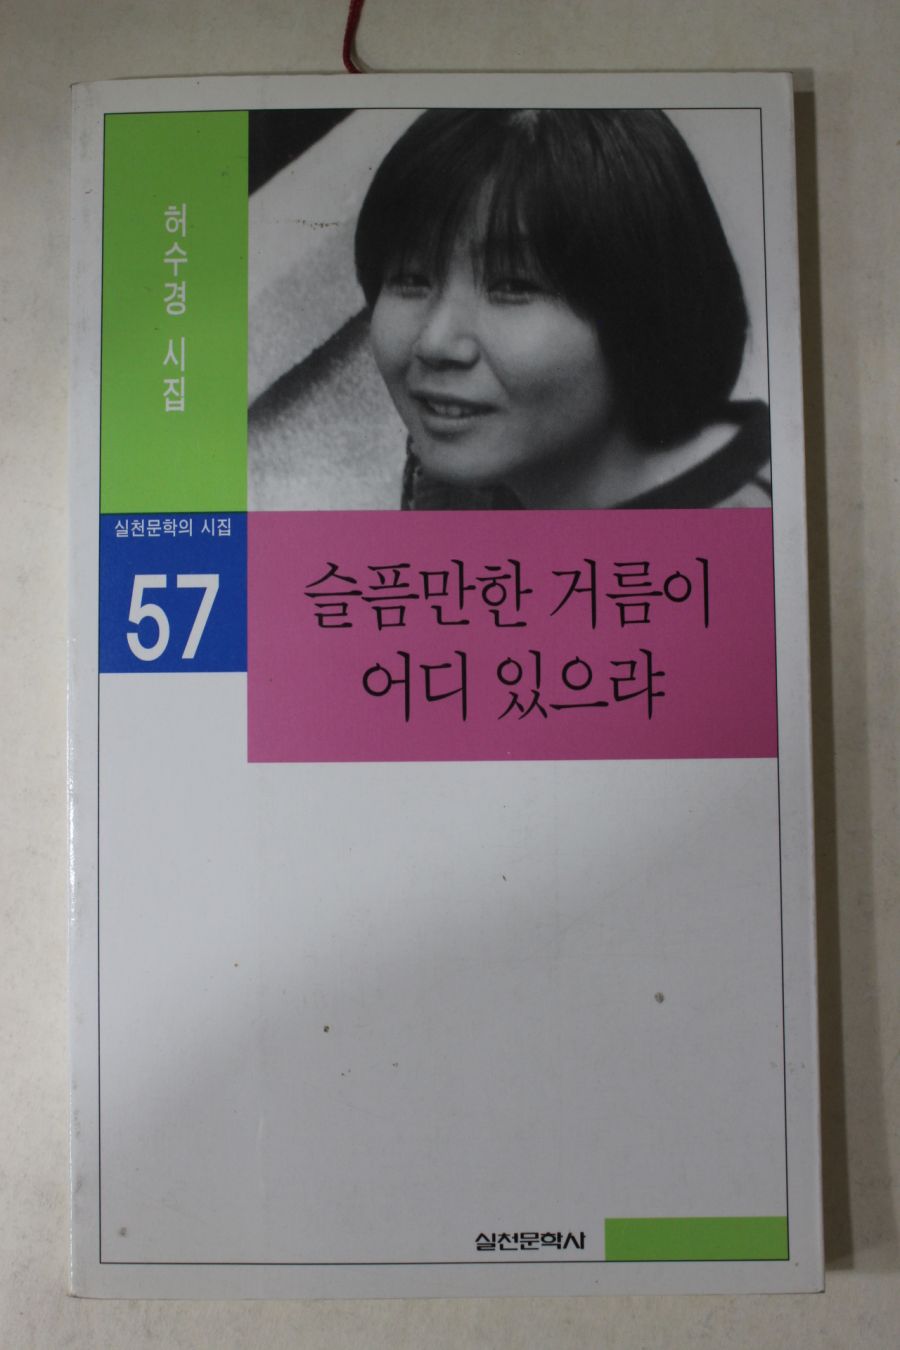 허수경 시집
실천문학의 시집
57
슬픔만한 거름이
어디 있으랴
실천문학사